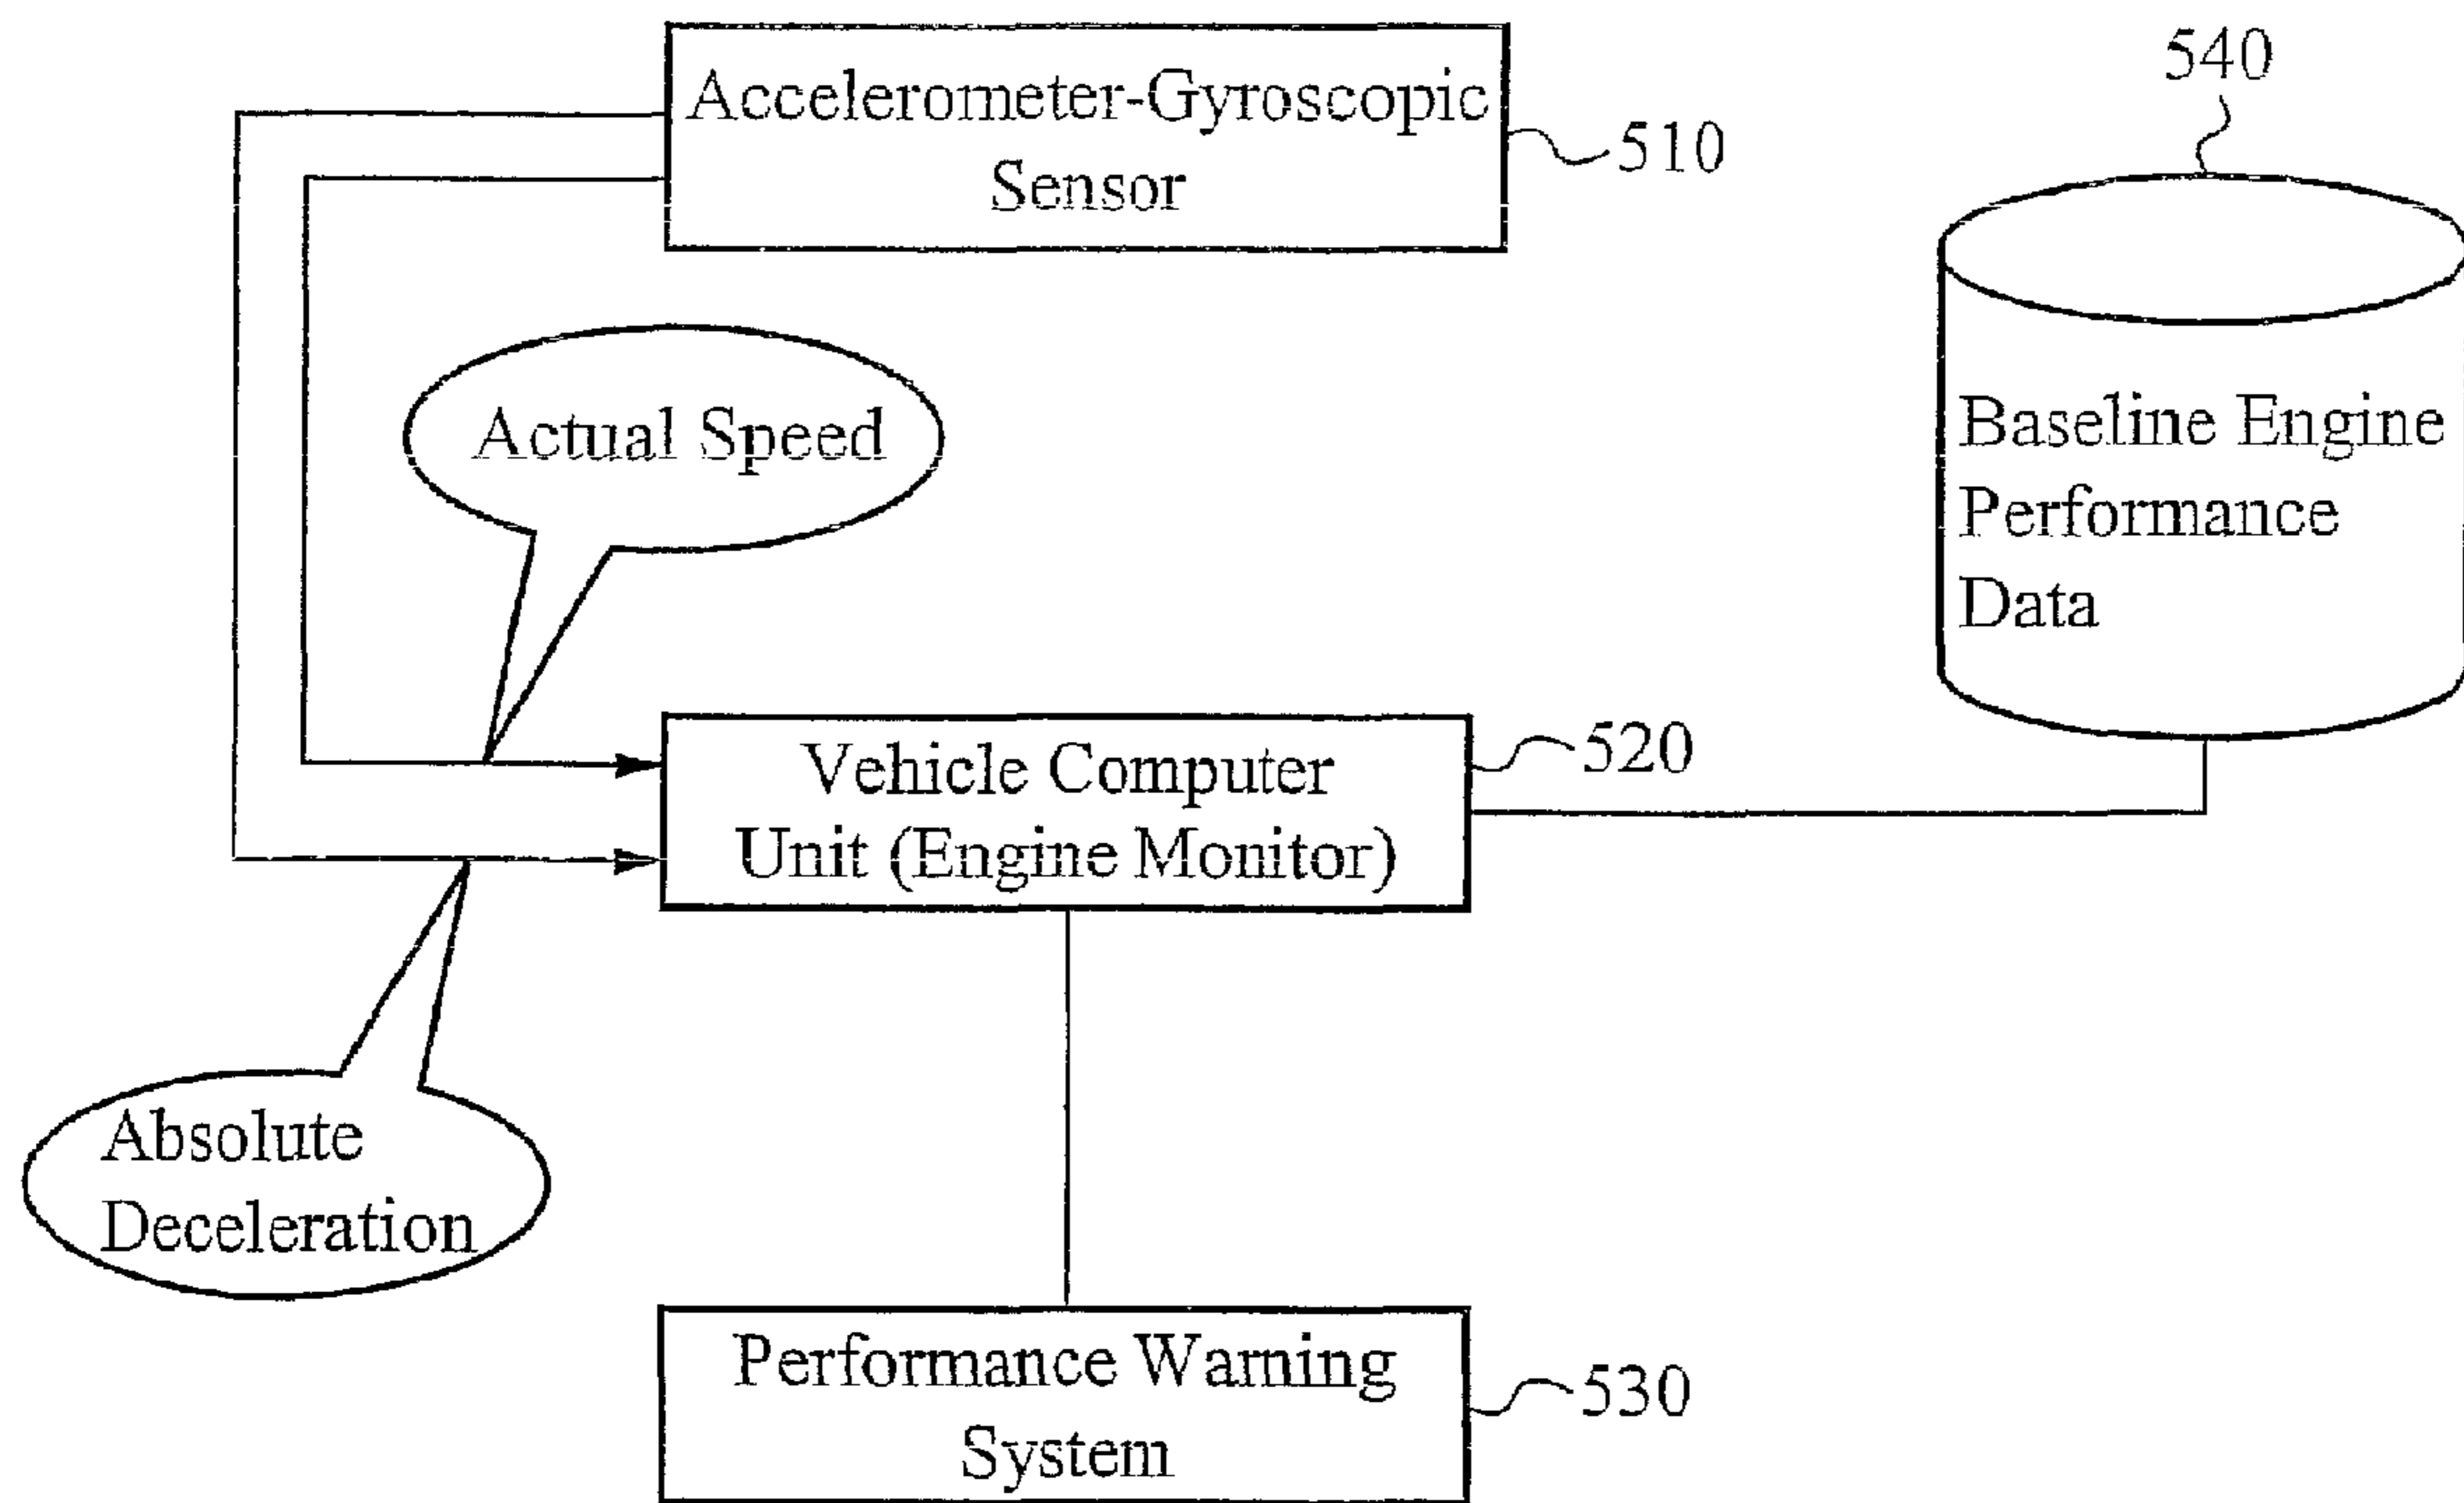 Accelerometer-Gyroscopic
Sensor
510
540
Actual Speed
Baseline Engine
Performance
Data
Vehicle Computer
Unit (Engine Monitor)
520
Absolute
Deceleration
Performance Warning
System
530